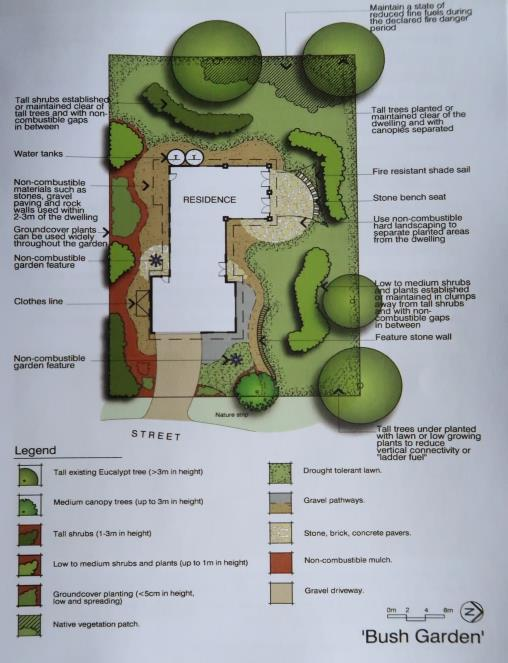 Maintain a state of
reduced fine fuels during
the declared fire danger
period
Tall shrubs established
or maintained clear of
tall trees and with non-
combustible gaps
in between
Tall trees planted or
maintained clear of the
dwelling and with
canopies separated
Water tanks
T T
Fire resistant shade sail
RESIDENCE
Non-combustible
materials such as
stones, gravel
paving and rock
walls used within
2-3m of the dwelling
Stone bench seat
Use non-combustible
hard landscaping to
separate planted areas
from the dwelling
Groundcover plants
can be used widely
throughout the garden
Non-combustible
garden feature
Low to medium shrubs
and plants established
or maintained in clumps
away from tall shrubs
and with non-
combustible gaps
in between
Clothes line
Feature stone wall
Non-combustible
garden feature
Nature strip
STREET
Tall trees under planted
with lawn or low growing
plants to reduce
vertical connectivity or
"ladder fuel"
Legend
Tall existing Eucalypt tree (>3m in height)
Medium canopy trees (up to 3m in height)
Tall shrubs (1-3m in height)
Low to medium shrubs and plants (up to 1m in height)
Groundcover planting (<5cm in height,
low and spreading)
Native vegetation patch.
Drought tolerant lawn.
Gravel pathways.
Stone, brick, concrete pavers.
Non-combustible mulch.
Gravel driveway.
0m 2 4 6m
N
'Bush Garden'